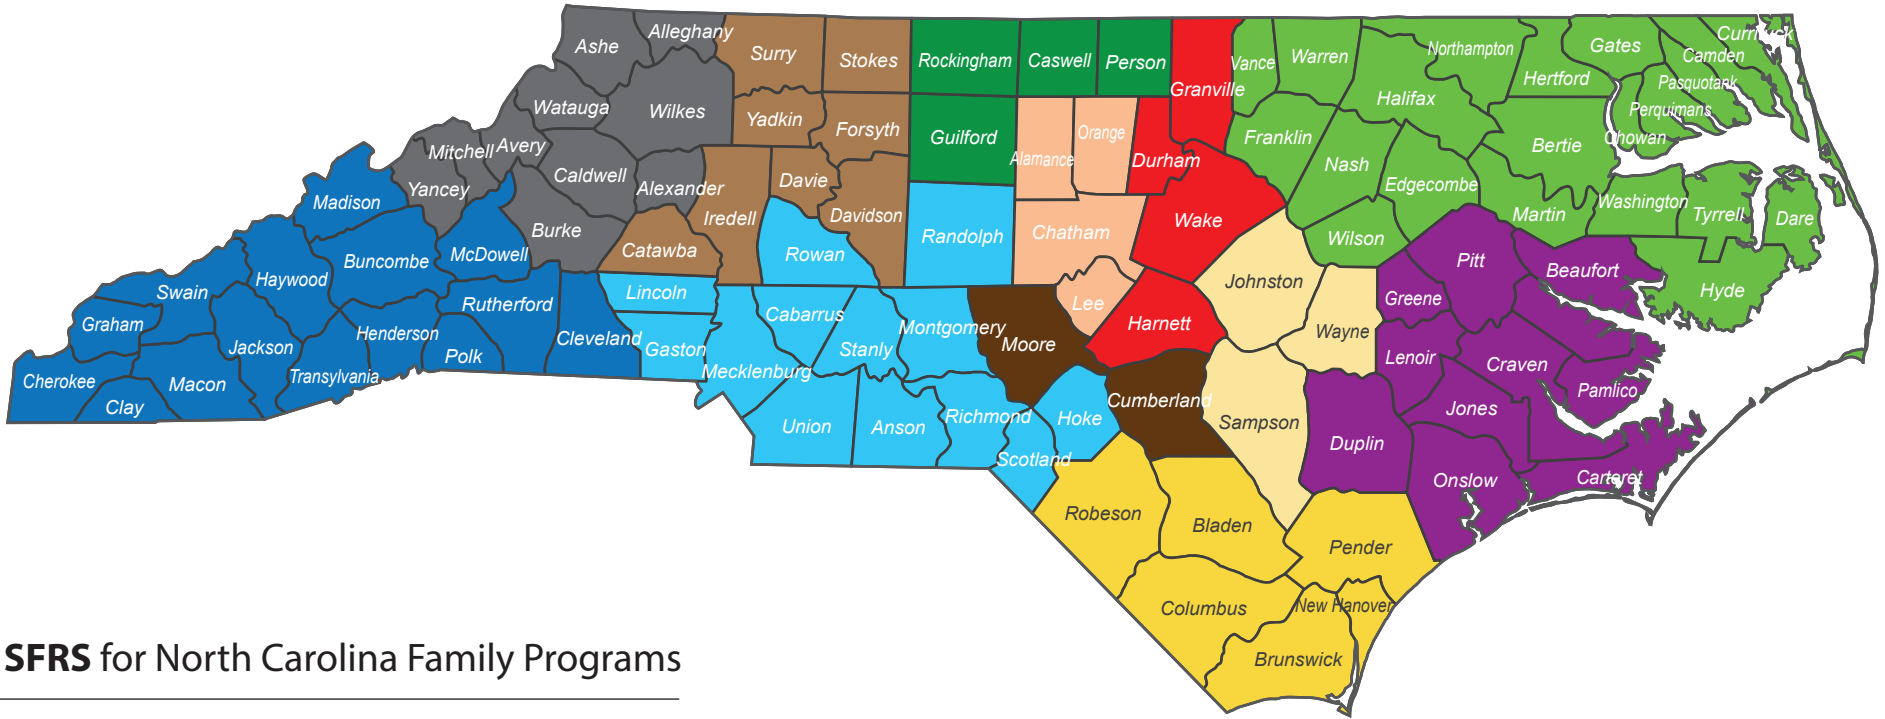 Ashe
Alleghany
Surry
Stokes
Rockingham
Caswell
Person
Granville
Vance
Warren
Northampton
Hertford
Gates
Camden
Currituck
Pasquotank
Perquimans
Chowan
Halifax
Watauga
Wilkes
Yadkin
Forsyth
Guilford
Alamance
Orange
Durham
Franklin
Nash
Edgecombe
Bertie
Mitchell
Avery
Yancey
Caldwell
Alexander
Iredell
Davie
Davidson
Randolph
Chatham
Wake
Wilson
Martin
Washington
Tyrrell
Dare
Madison
Burke
Catawba
Rowan
Johnston
Pitt
Beaufort
Hyde
Swain
Haywood
Buncombe
McDowell
Lincoln
Cabarrus
Montgomery
Moore
Lee
Harnett
Wayne
Greene
Graham
Jackson
Henderson
Rutherford
Cleveland
Gaston
Mecklenburg
Stanly
Lenoir
Craven
Pamlico
Cherokee
Clay
Macon
Transylvania
Polk
Union
Anson
Richmond
Scotland
Hoke
Cumberland
Sampson
Duplin
Jones
Onslow
Carteret
Robeson
Bladen
Pender
Columbus
New Hanover
Brunswick
SFRS for North Carolina Family Programs